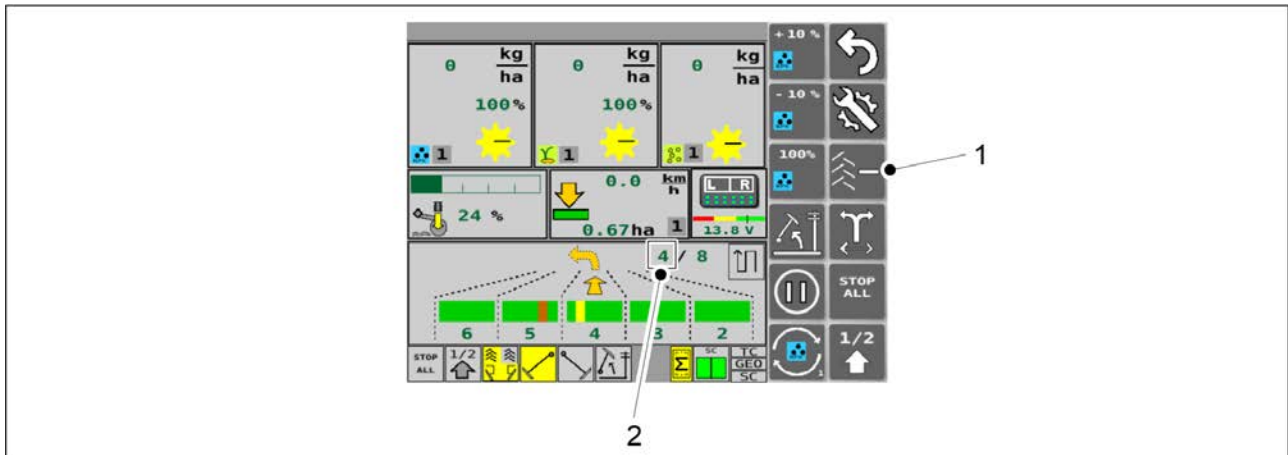 0 kg/ha 0 kg/ha 0 kg/ha
100% 100%
1 1 1
+10 %
- 10 %
100%
1
24 %
0.0 km/h
0.67ha 1
L R
13.8 V
4 / 8
6 5 4 3 2
STOP ALL
1/2
STOP ALL 1/2 Σ SC TC GEO SC
1
2